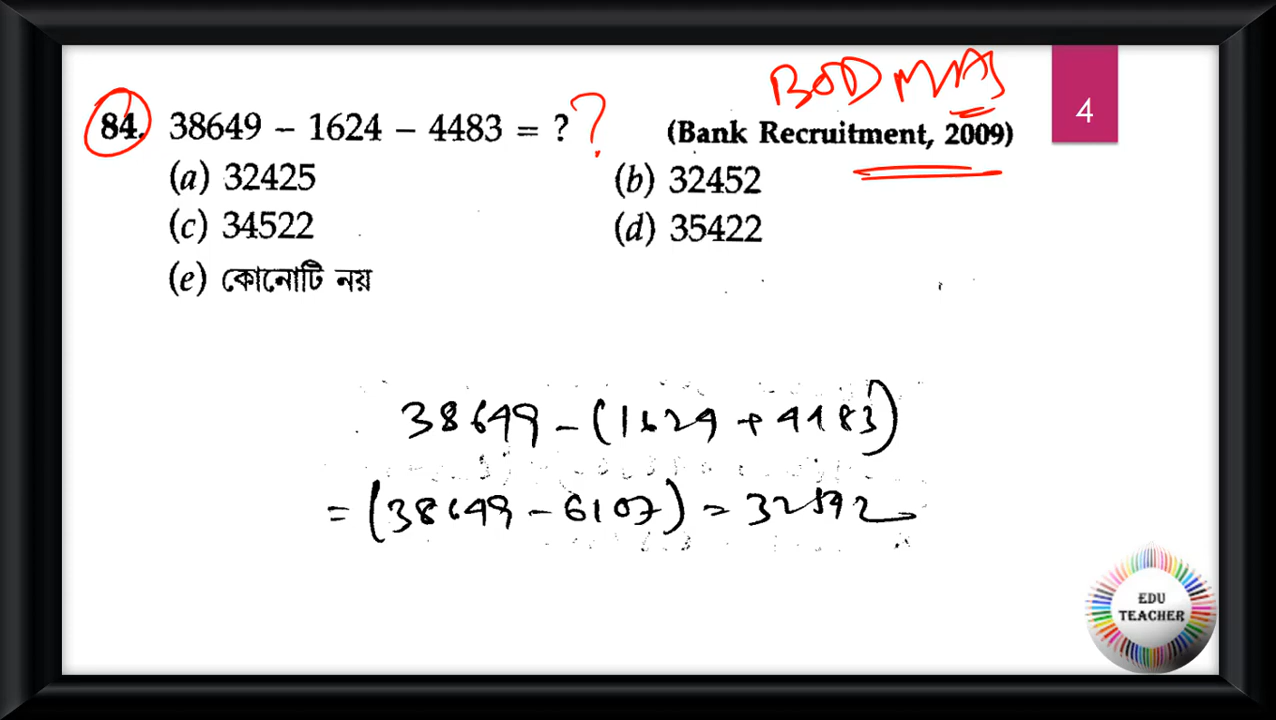 BODMAS
4
84. 38649 – 1624 – 4483 = ? ?
(Bank Recruitment, 2009)
(a) 32425 (b) 32452
(c) 34522 (d) 35422
(e) কোনোটি নয়
38649 - (1624 + 4483)
= (38649 - 6107) = 32542
EDU
TEACHER